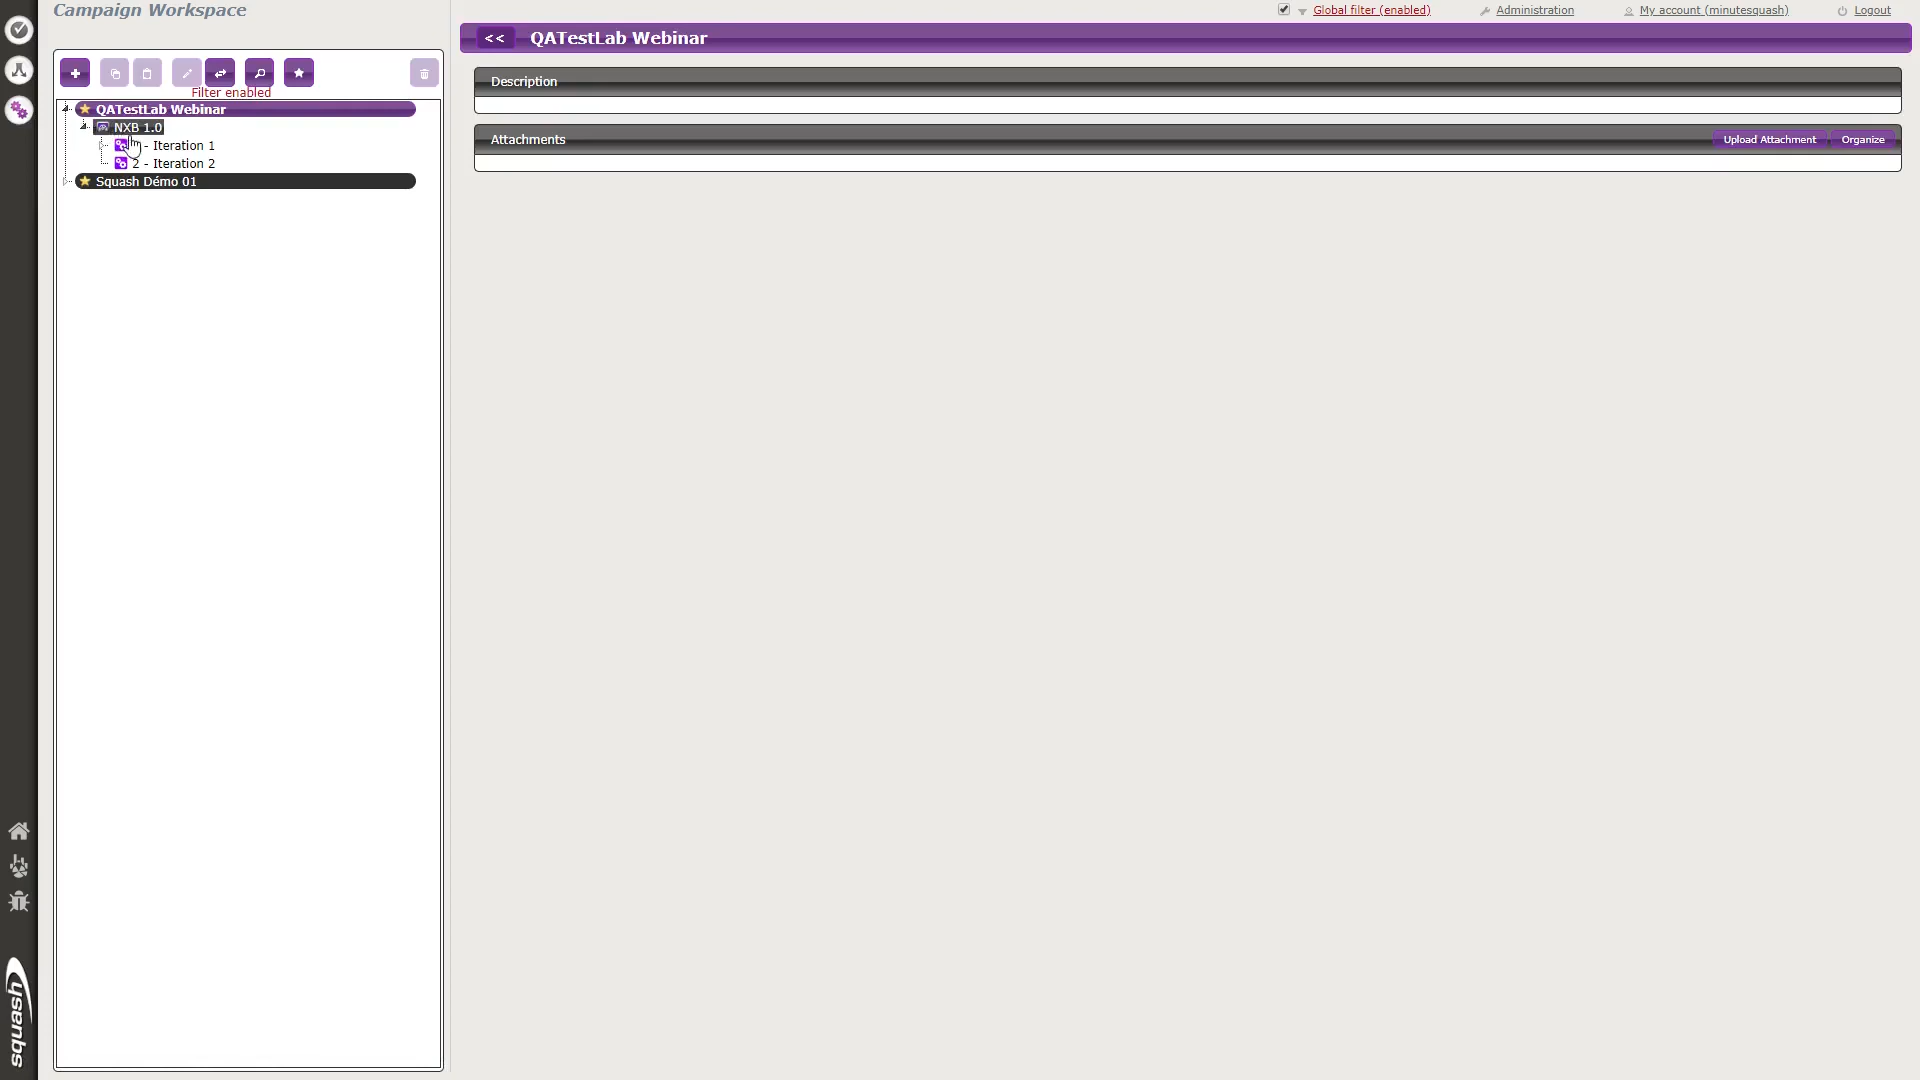 Campaign Workspace
Global filter (enabled)
Administration
My account (minutesquash)
Logout
<< QATestLab Webinar
Filter enabled
QATestLab Webinar
NXB 1.0
- Iteration 1
2 - Iteration 2
Squash Démo 01
Description
Attachments
Upload Attachment
Organize
squash